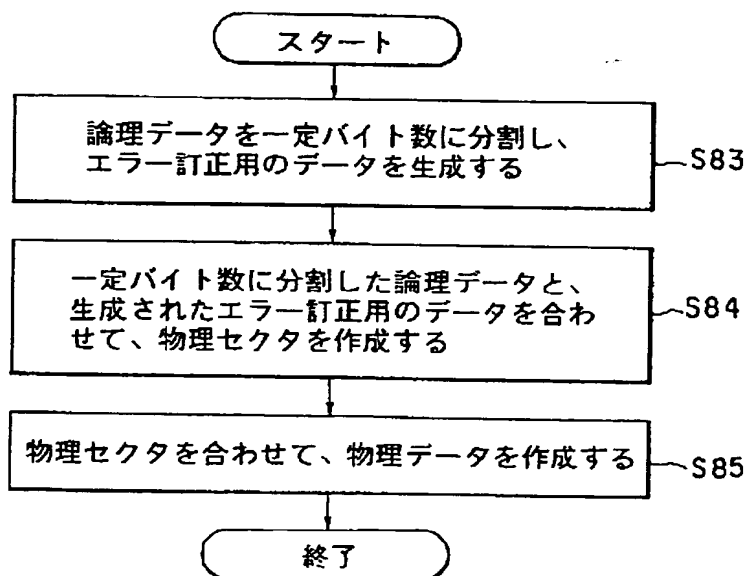 スタート
論理データを一定バイト数に分割し、
エラー訂正用のデータを生成する
S83
一定バイト数に分割した論理データと、
生成されたエラー訂正用のデータを合わ
せて、物理セクタを作成する
S84
物理セクタを合わせて、物理データを作成する
S85
終了